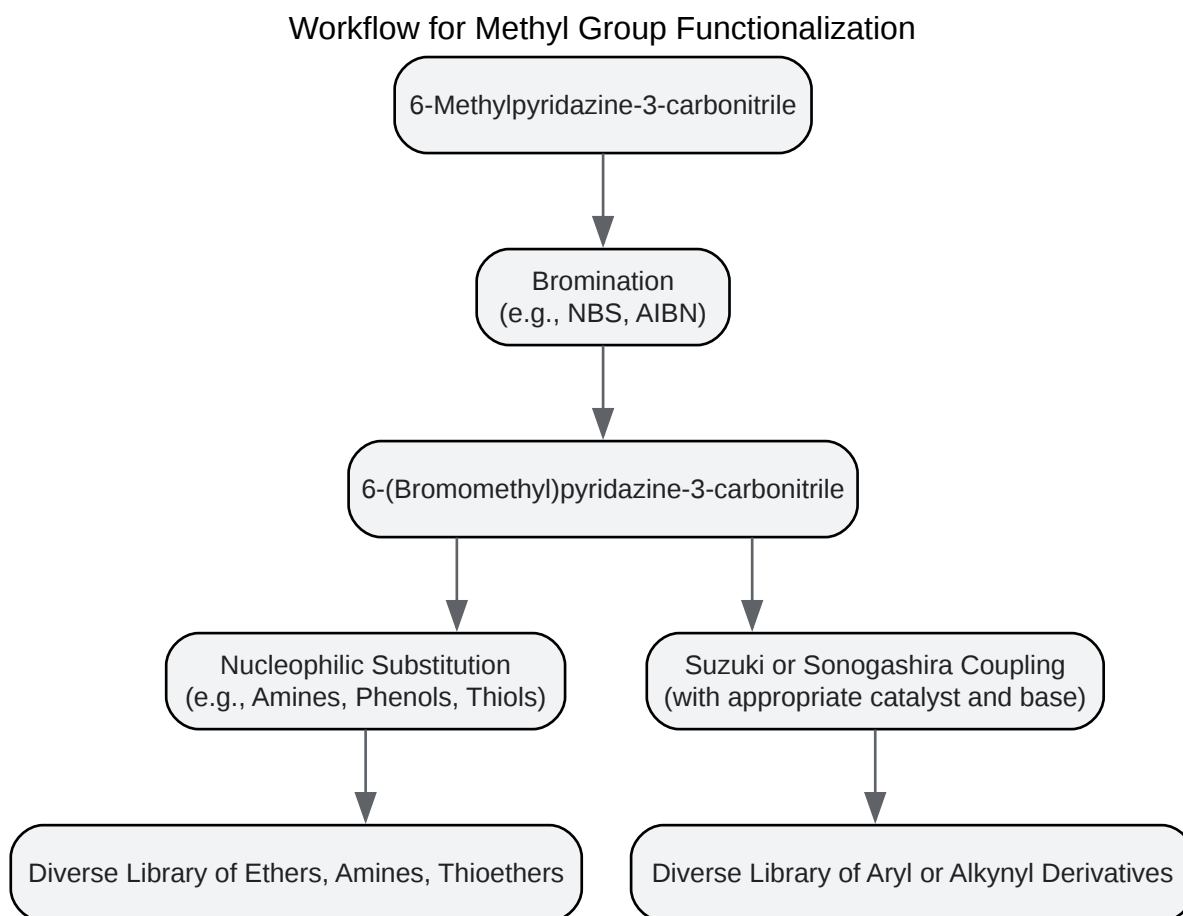 Workflow for Methyl Group Functionalization
6-Methylpyridazine-3-carbonitrile
Bromination
(e.g., NBS, AIBN)
6-(Bromomethyl)pyridazine-3-carbonitrile
Nucleophilic Substitution
(e.g., Amines, Phenols, Thiols)
Suzuki or Sonogashira Coupling
(with appropriate catalyst and base)
Diverse Library of Ethers, Amines, Thioethers
Diverse Library of Aryl or Alkynyl Derivatives